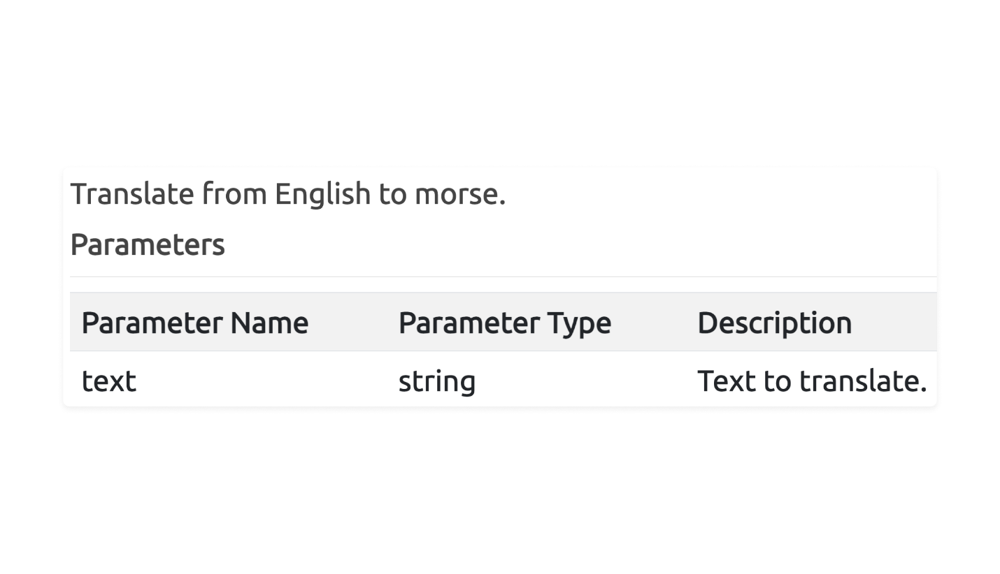 Translate from English to morse.
Parameters
Parameter Name Parameter Type Description
text string Text to translate.